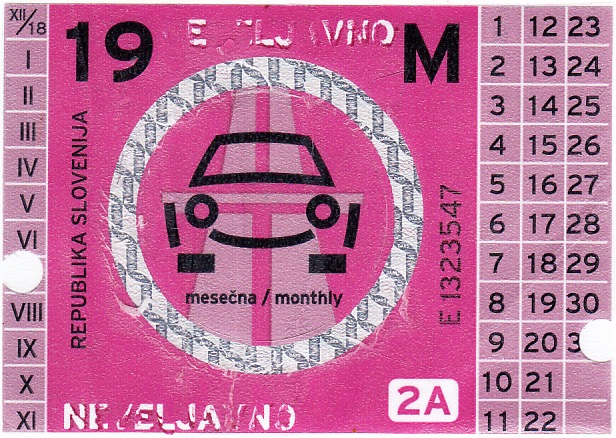 XII/18
I
II
III
IV
V
VI
VIII
IX
X
XI
19
M
REPUBLIKA SLOVENIJA
mesečna / monthly
E 1323547
NEVELJAVNO
2A
1 12 23
2 13 24
3 14 25
4 15 26
5 16 27
6 17 28
7 18 29
8 19 30
9 20 3
10 21
11 22